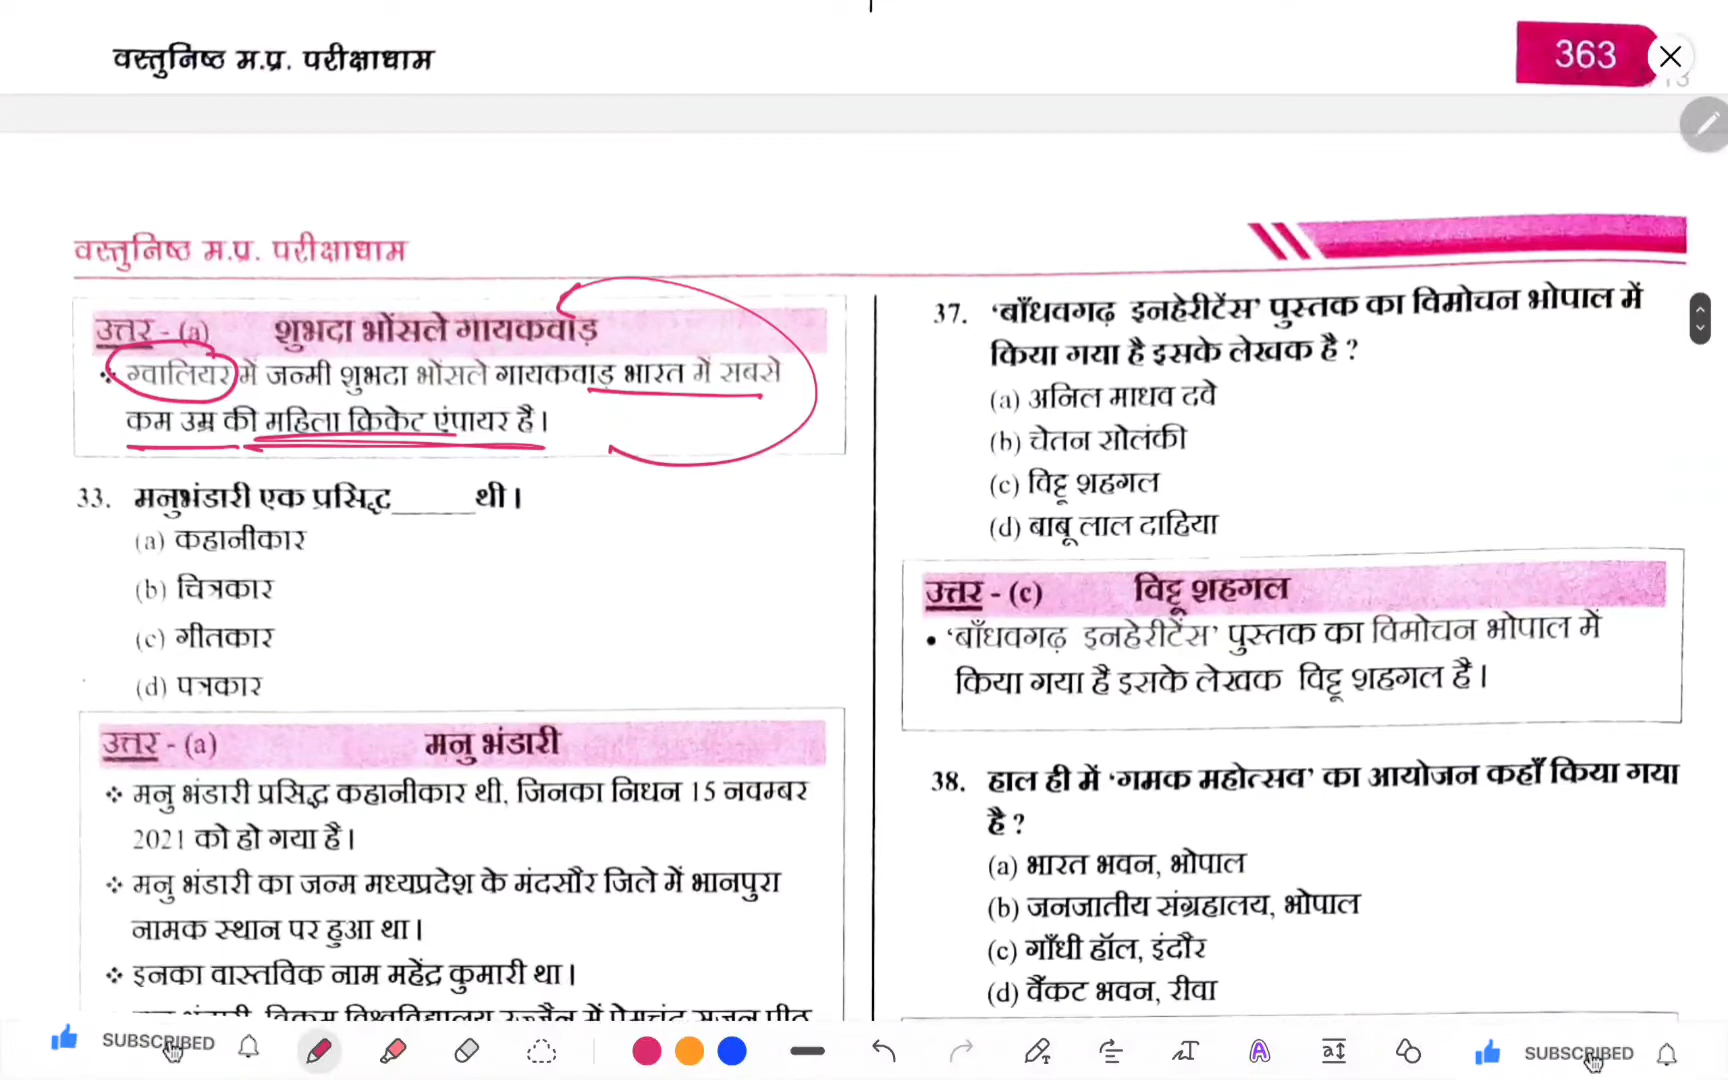 वस्तुनिष्ठ म.प्र. परीक्षाधाम
363
वस्तुनिष्ठ म.प्र. परीक्षाधाम
उत्तर - (a) शुभदा भोंसले गायकवाड़
ग्वालियर में जन्मी शुभदा भोंसले गायकवाड़ भारत में सबसे
कम उम्र की महिला क्रिकेट एंपायर है।
33. मनुभंडारी एक प्रसिद्ध______थी।
(a) कहानीकार
(b) चित्रकार
(c) गीतकार
(d) पत्रकार
उत्तर - (a) मनु भंडारी
मनु भंडारी प्रसिद्ध कहानीकार थी, जिनका निधन 15 नवम्बर
2021 को हो गया है।
मनु भंडारी का जन्म मध्यप्रदेश के मंदसौर जिले में भानपुरा
नामक स्थान पर हुआ था।
इनका वास्तविक नाम महेंद्र कुमारी था।
37. 'बाँधवगढ़ इनहेरीटेंस' पुस्तक का विमोचन भोपाल में
किया गया है इसके लेखक है ?
(a) अनिल माधव दवे
(b) चेतन सोलंकी
(c) विट्टू शहगल
(d) बाबू लाल दाहिया
उत्तर - (c) विट्टू शहगल
• 'बाँधवगढ़ इनहेरीटेंस' पुस्तक का विमोचन भोपाल में
किया गया है इसके लेखक विट्टू शहगल है।
38. हाल ही में 'गमक महोत्सव' का आयोजन कहाँ किया गया
है ?
(a) भारत भवन, भोपाल
(b) जनजातीय संग्रहालय, भोपाल
(c) गाँधी हॉल, इंदौर
(d) वैंकट भवन, रीवा
SUBSCRIBED
SUBSCRIBED